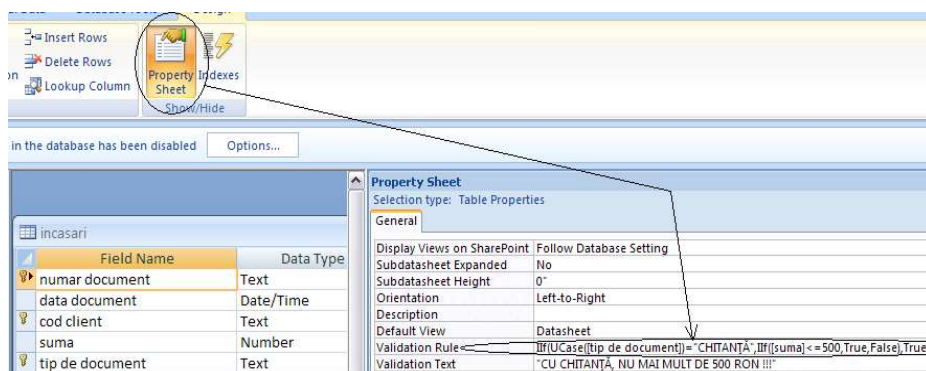 Design
Insert Rows
Delete Rows
Lookup Column
Property Sheet
Indexes
Show/Hide
in the database has been disabled Options...
Property Sheet
Selection type: Table Properties
General
incasari
Field Name Data Type
numar document Text
data document Date/Time
cod client Text
suma Number
tip de document Text
Display Views on SharePoint Follow Database Setting
Subdatasheet Expanded No
Subdatasheet Height 0"
Orientation Left-to-Right
Description
Default View Datasheet
Validation Rule IIf(UCase([tip de document])="CHITANŢĂ",IIf([suma]<=500,True,False),True
Validation Text "CU CHITANŢĂ, NU MAI MULT DE 500 RON !!!"